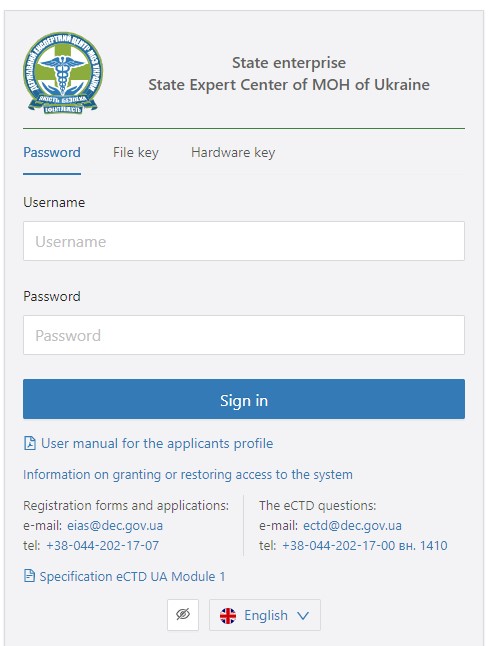 ДЕРЖАВНИЙ ЕКСПЕРТНИЙ ЦЕНТР МОЗ УКРАЇНИ
ЯКІСТЬ БЕЗПЕКА
ЕФЕКТИВНІСТЬ
State enterprise
State Expert Center of MOH of Ukraine
Password File key Hardware key
Username
Username
Password
Password
Sign in
User manual for the applicants profile
Information on granting or restoring access to the system
Registration forms and applications:
e-mail: eias@dec.gov.ua
tel: +38-044-202-17-07
The eCTD questions:
e-mail: ectd@dec.gov.ua
tel: +38-044-202-17-00 вн. 1410
Specification eCTD UA Module 1
English